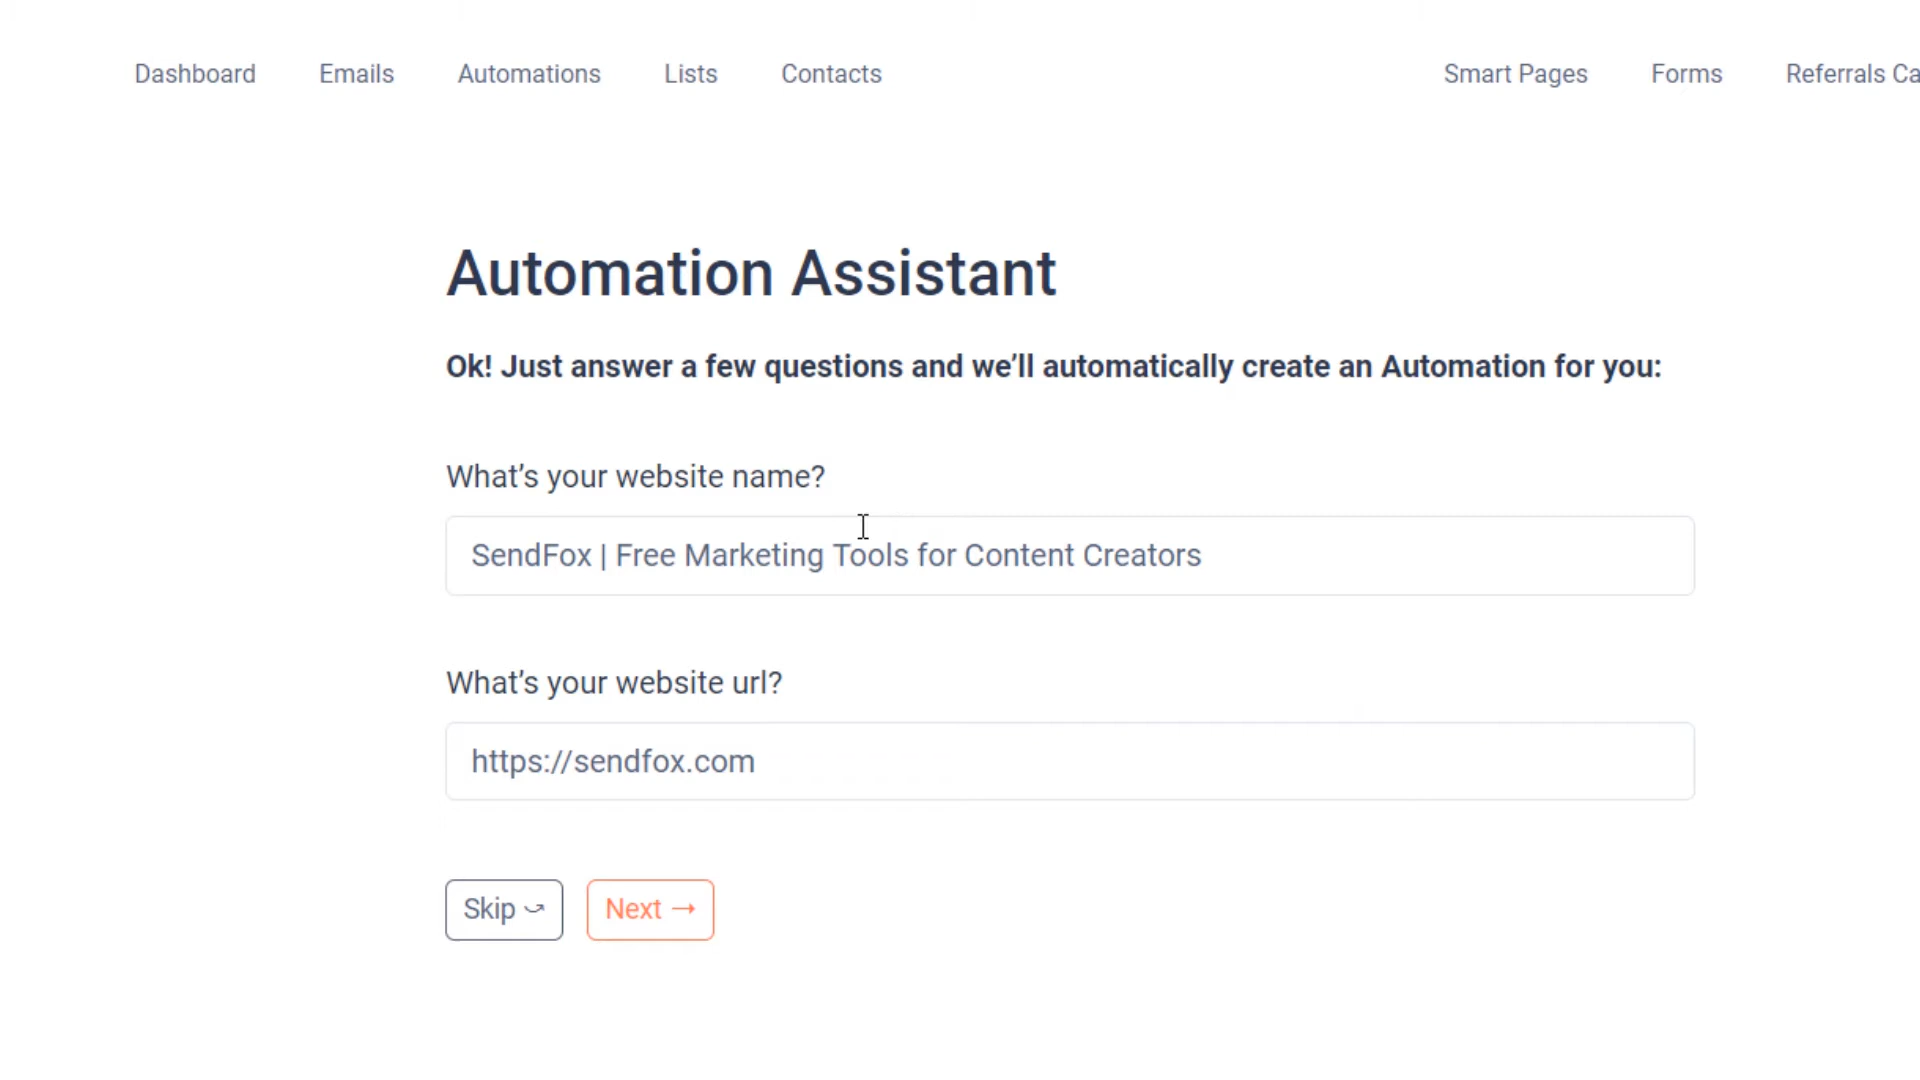 Dashboard Emails Automations Lists Contacts Smart Pages Forms Referrals Ca
Automation Assistant
Ok! Just answer a few questions and we’ll automatically create an Automation for you:
What’s your website name?
SendFox | Free Marketing Tools for Content Creators
What’s your website url?
https://sendfox.com
Skip ⤻ Next →